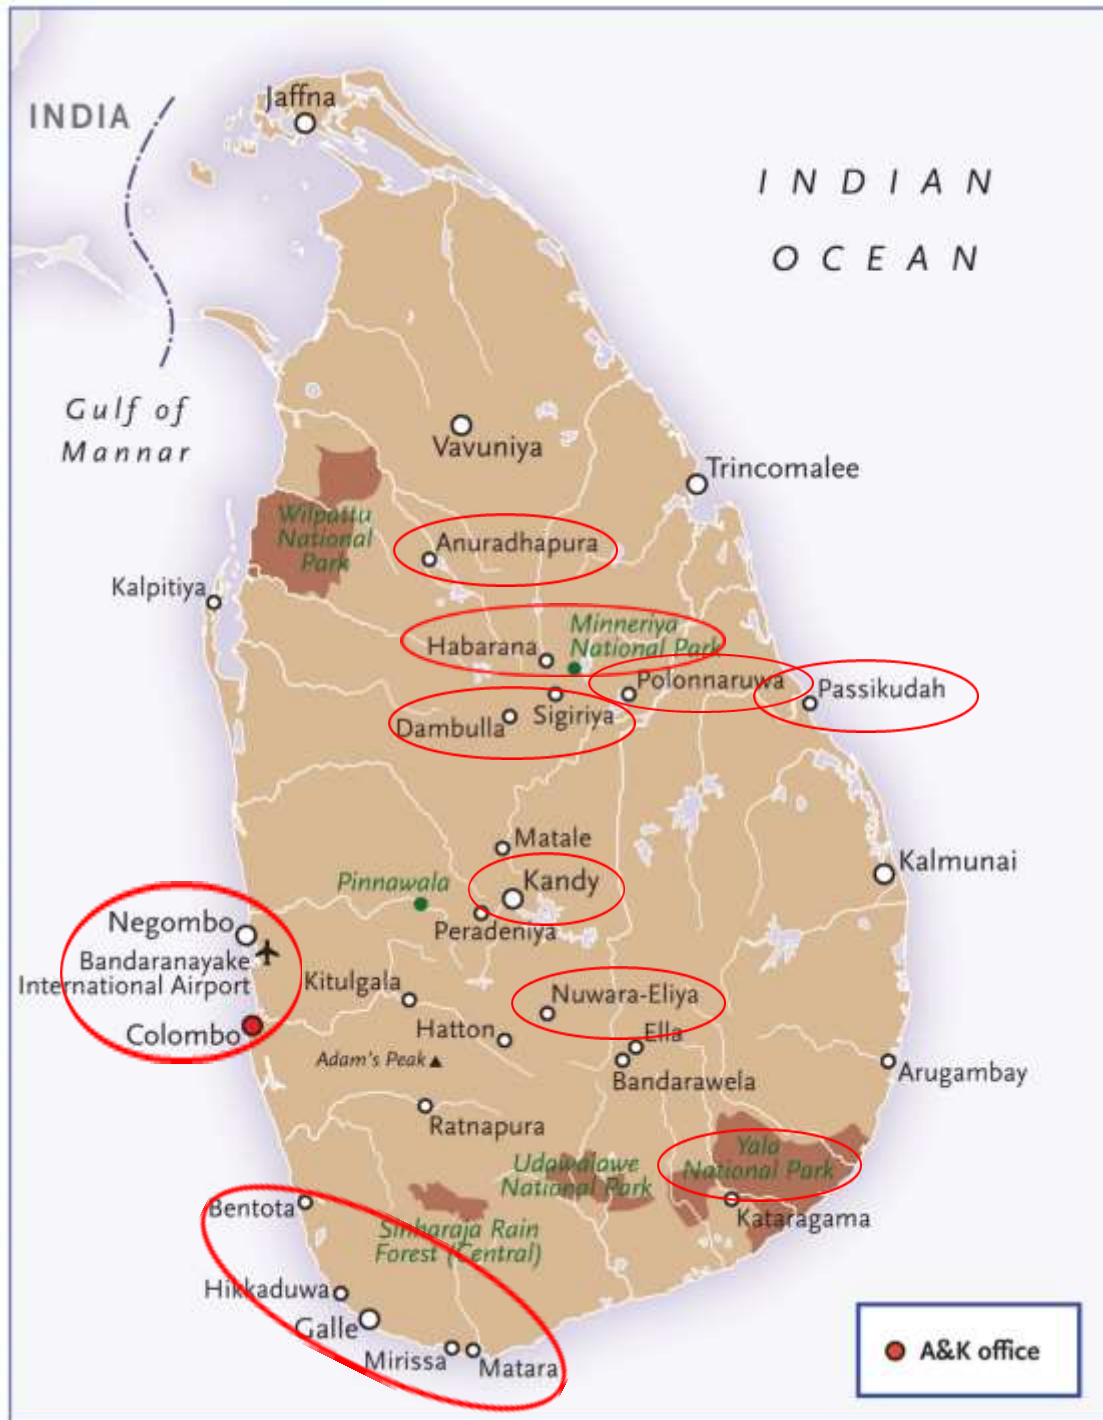 Jaffna
INDIA
INDIAN
OCEAN
Gulf of
Mannar
Vavuniya
Trincomalee
Wilpattu
National
Park
Anuradhapura
Kalpitiya
Minneriya
National Park
Habarana
Polonnaruwa
Passikudah
Sigiriya
Dambulla
Matale
Kalmunai
Kandy
Pinnawala
Negombo
Peradeniya
Bandaranayake
International Airport
Kitulgala
Nuwara-Eliya
Colombo
Hatton
Ella
Adam's Peak
Bandarawela
Arugambay
Ratnapura
Yala
National Park
Udawalawe
National Park
Bentota
Kataragama
Sinharaja Rain
Forest (Central)
Hikkaduwa
Galle
Mirissa
Matara
A&K office